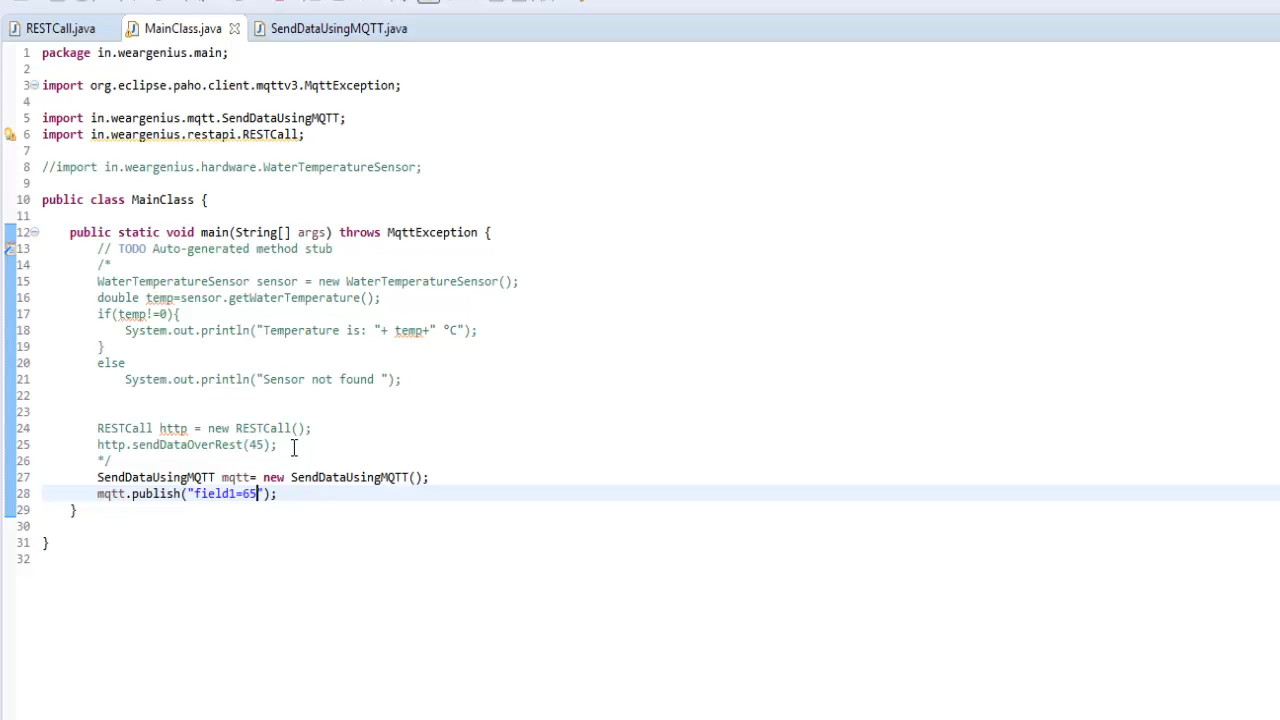 RESTCall.java MainClass.java SendDataUsingMQTT.java
1 package in.weargenius.main;
2
3 import org.eclipse.paho.client.mqttv3.MqttException;
4
5 import in.weargenius.mqtt.SendDataUsingMQTT;
6 import in.weargenius.restapi.RESTCall;
7
8 //import in.weargenius.hardware.WaterTemperatureSensor;
9
10 public class MainClass {
11
12 public static void main(String[] args) throws MqttException {
13 // TODO Auto-generated method stub
14 /*
15 WaterTemperatureSensor sensor = new WaterTemperatureSensor();
16 double temp=sensor.getWaterTemperature();
17 if(temp!=0){
18 System.out.println("Temperature is: "+ temp+" °C");
19 }
20 else
21 System.out.println("Sensor not found ");
22
23
24 RESTCall http = new RESTCall();
25 http.sendDataOverRest(45);
26 */
27 SendDataUsingMQTT mqtt= new SendDataUsingMQTT();
28 mqtt.publish("field1=65");
29 }
30
31 }
32